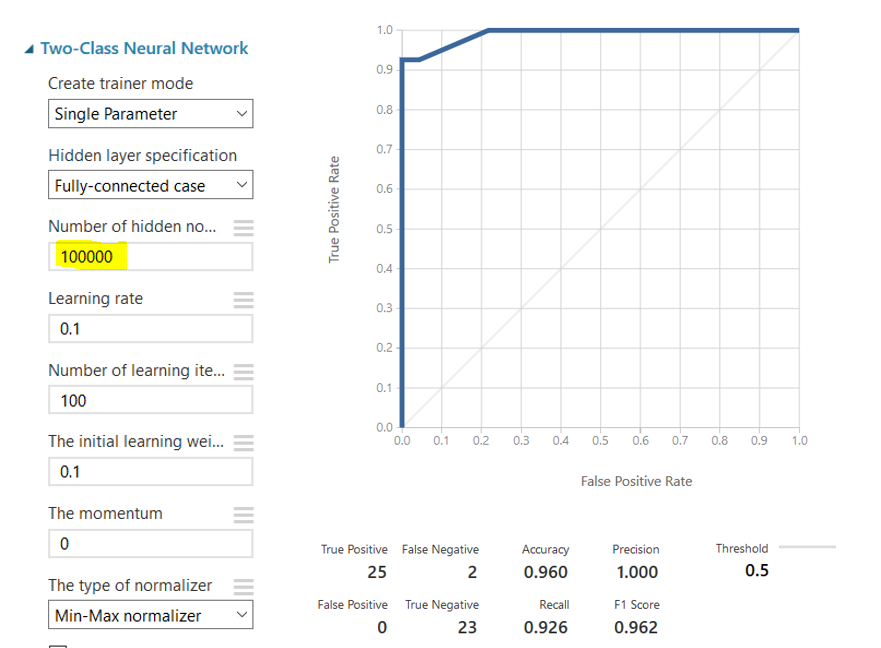 Two-Class Neural Network
Create trainer mode
Single Parameter
Hidden layer specification
Fully-connected case
Number of hidden no...
100000
Learning rate
0.1
Number of learning ite...
100
The initial learning wei...
0.1
The momentum
0
The type of normalizer
Min-Max normalizer
1.0
0.9
0.8
0.7
0.6
0.5
0.4
0.3
0.2
0.1
0.0
True Positive Rate
0.0 0.1 0.2 0.3 0.4 0.5 0.6 0.7 0.8 0.9 1.0
False Positive Rate
True Positive False Negative Accuracy Precision Threshold
25 2 0.960 1.000 0.5
False Positive True Negative Recall F1 Score
0 23 0.926 0.962